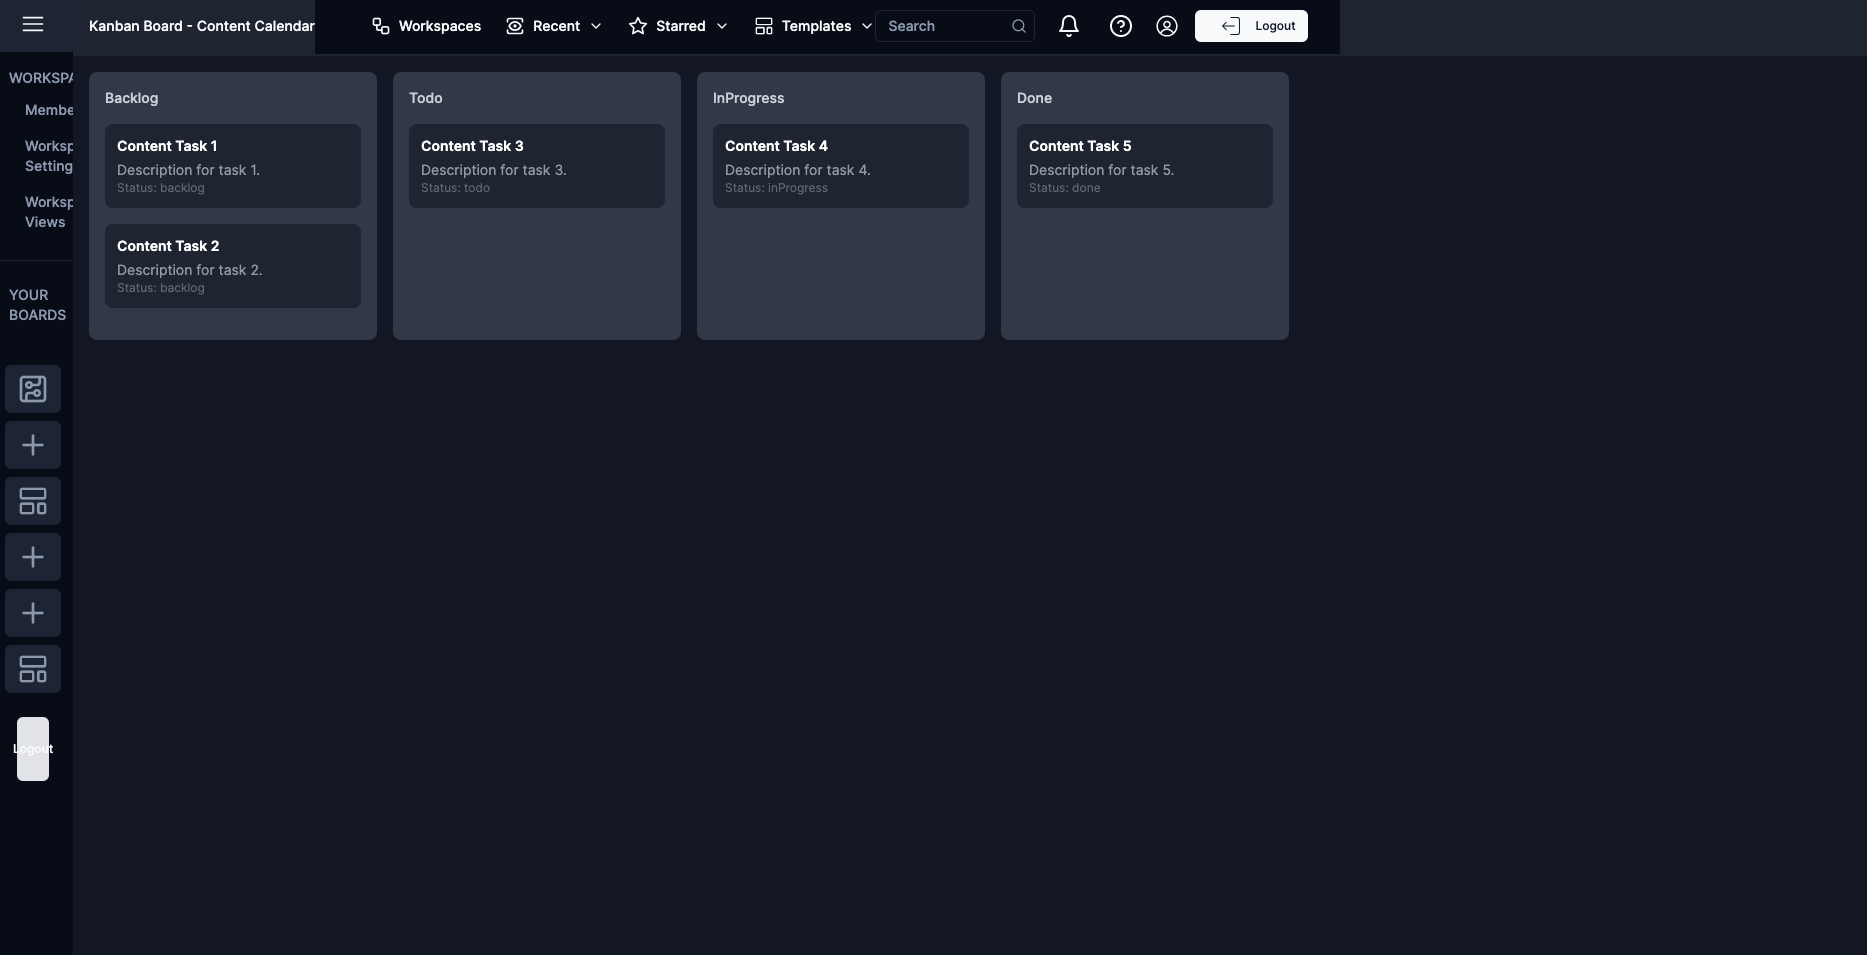 Kanban Board - Content Calendar
Workspaces
Recent
Starred
Templates
Search
Logout
WORKSPA
Membe
Worksp
Setting
Worksp
Views
YOUR
BOARDS
Logout
Backlog
Content Task 1
Description for task 1.
Status: backlog
Content Task 2
Description for task 2.
Status: backlog
Todo
Content Task 3
Description for task 3.
Status: todo
InProgress
Content Task 4
Description for task 4.
Status: inProgress
Done
Content Task 5
Description for task 5.
Status: done